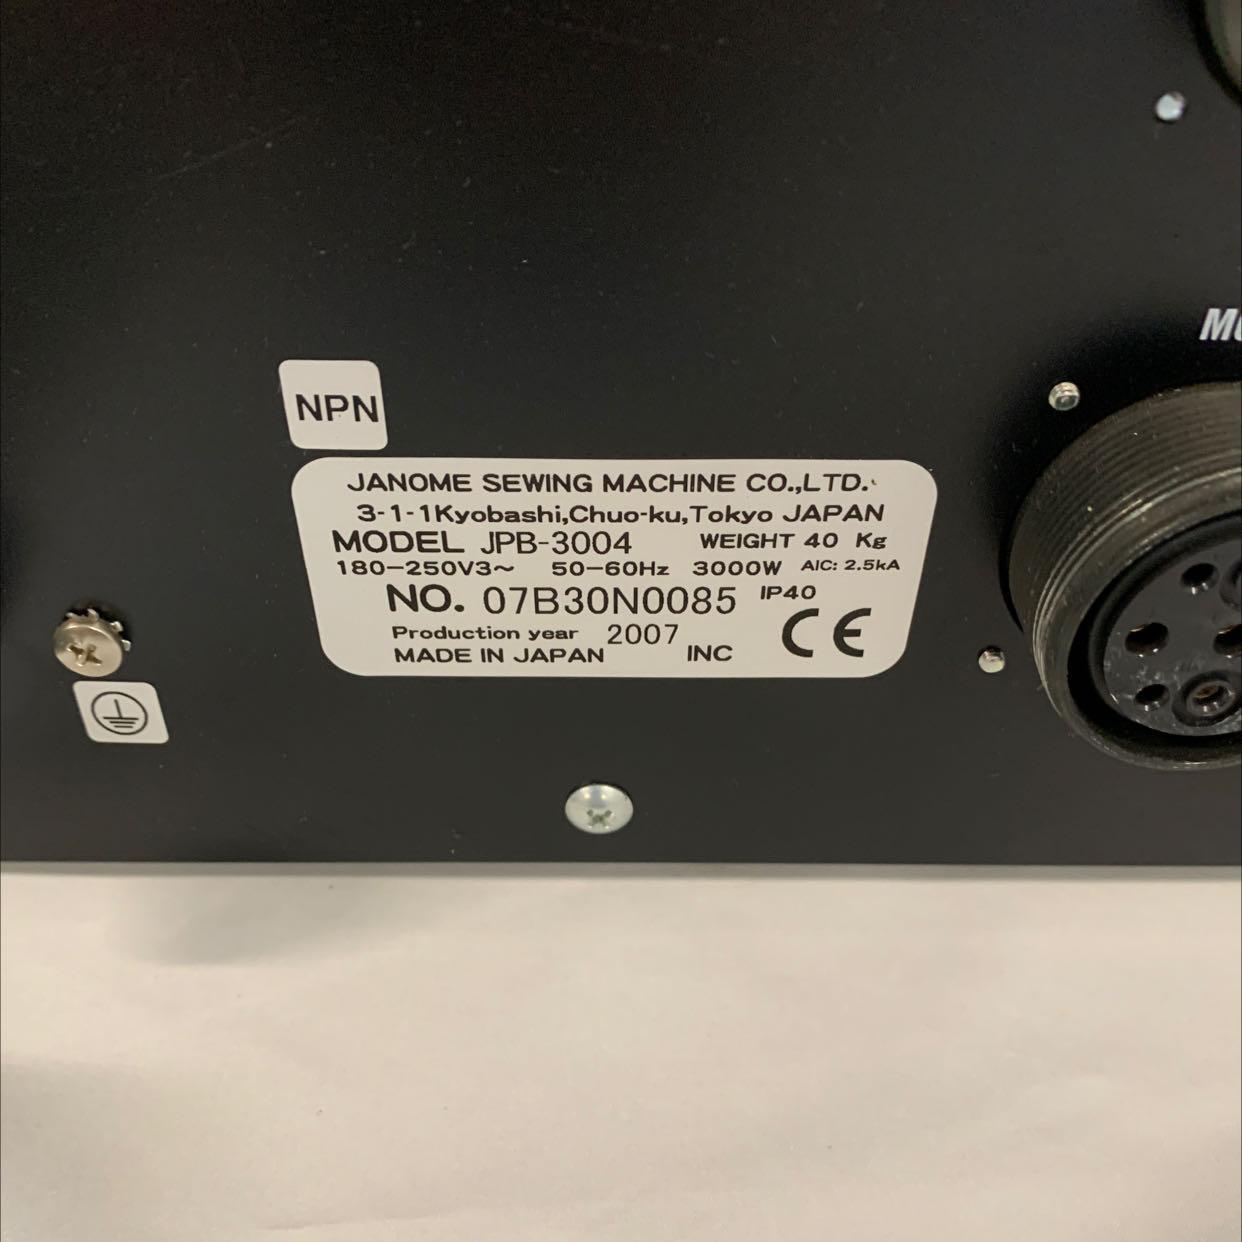 NPN
JANOME SEWING MACHINE CO.,LTD.
3-1-1Kyobashi,Chuo-ku,Tokyo JAPAN
MODEL JPB-3004 WEIGHT 40 Kg
180-250V3~ 50-60Hz 3000W AIC: 2.5kA
NO. 07B30N0085 IP40
Production year 2007 CE
MADE IN JAPAN INC